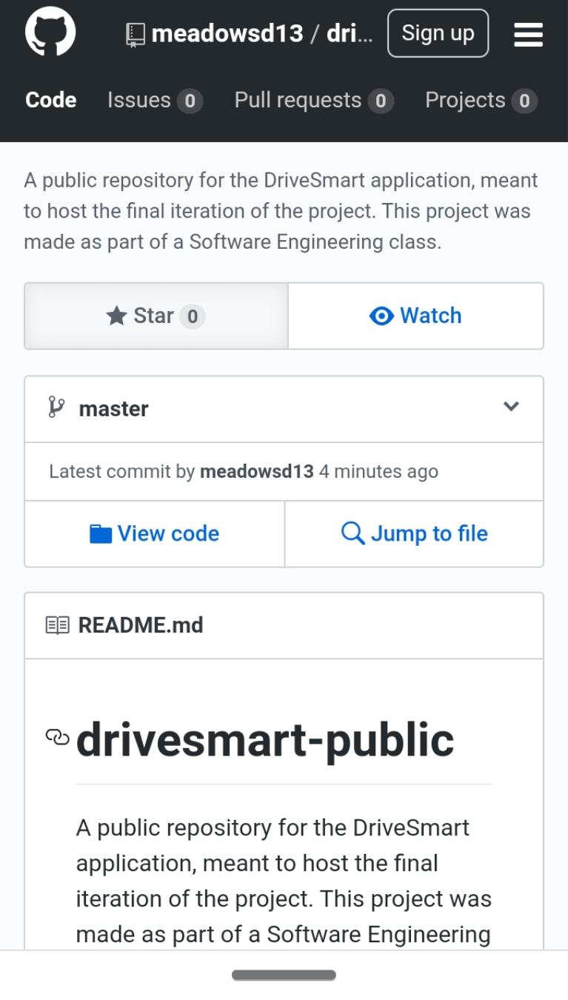 meadowsd13 / dri...
Sign up
Code Issues 0 Pull requests 0 Projects 0
A public repository for the DriveSmart application, meant
to host the final iteration of the project. This project was
made as part of a Software Engineering class.
Star 0 Watch
master
Latest commit by meadowsd13 4 minutes ago
View code Jump to file
README.md
drivesmart-public
A public repository for the DriveSmart
application, meant to host the final
iteration of the project. This project was
made as part of a Software Engineering